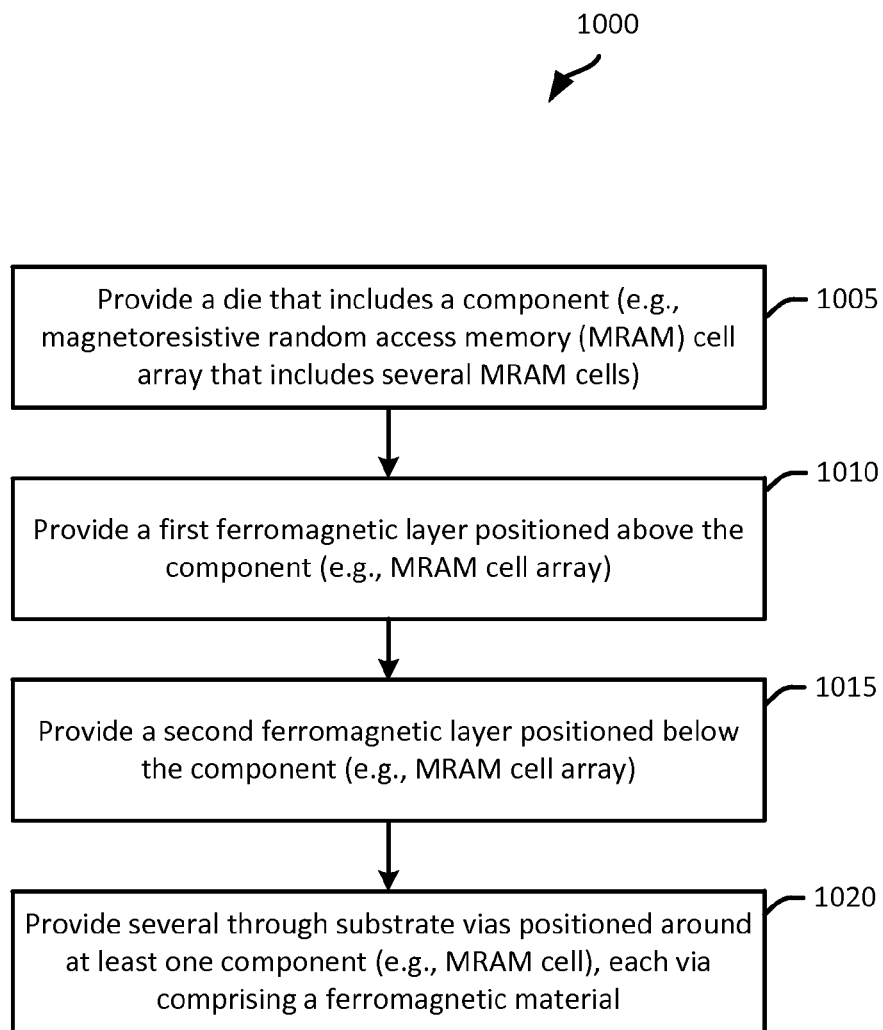 1000
Provide a die that includes a component (e.g.,
magnetoresistive random access memory (MRAM) cell
array that includes several MRAM cells)
1005
Provide a first ferromagnetic layer positioned above the
component (e.g., MRAM cell array)
1010
Provide a second ferromagnetic layer positioned below
the component (e.g., MRAM cell array)
1015
Provide several through substrate vias positioned around
at least one component (e.g., MRAM cell), each via
comprising a ferromagnetic material
1020